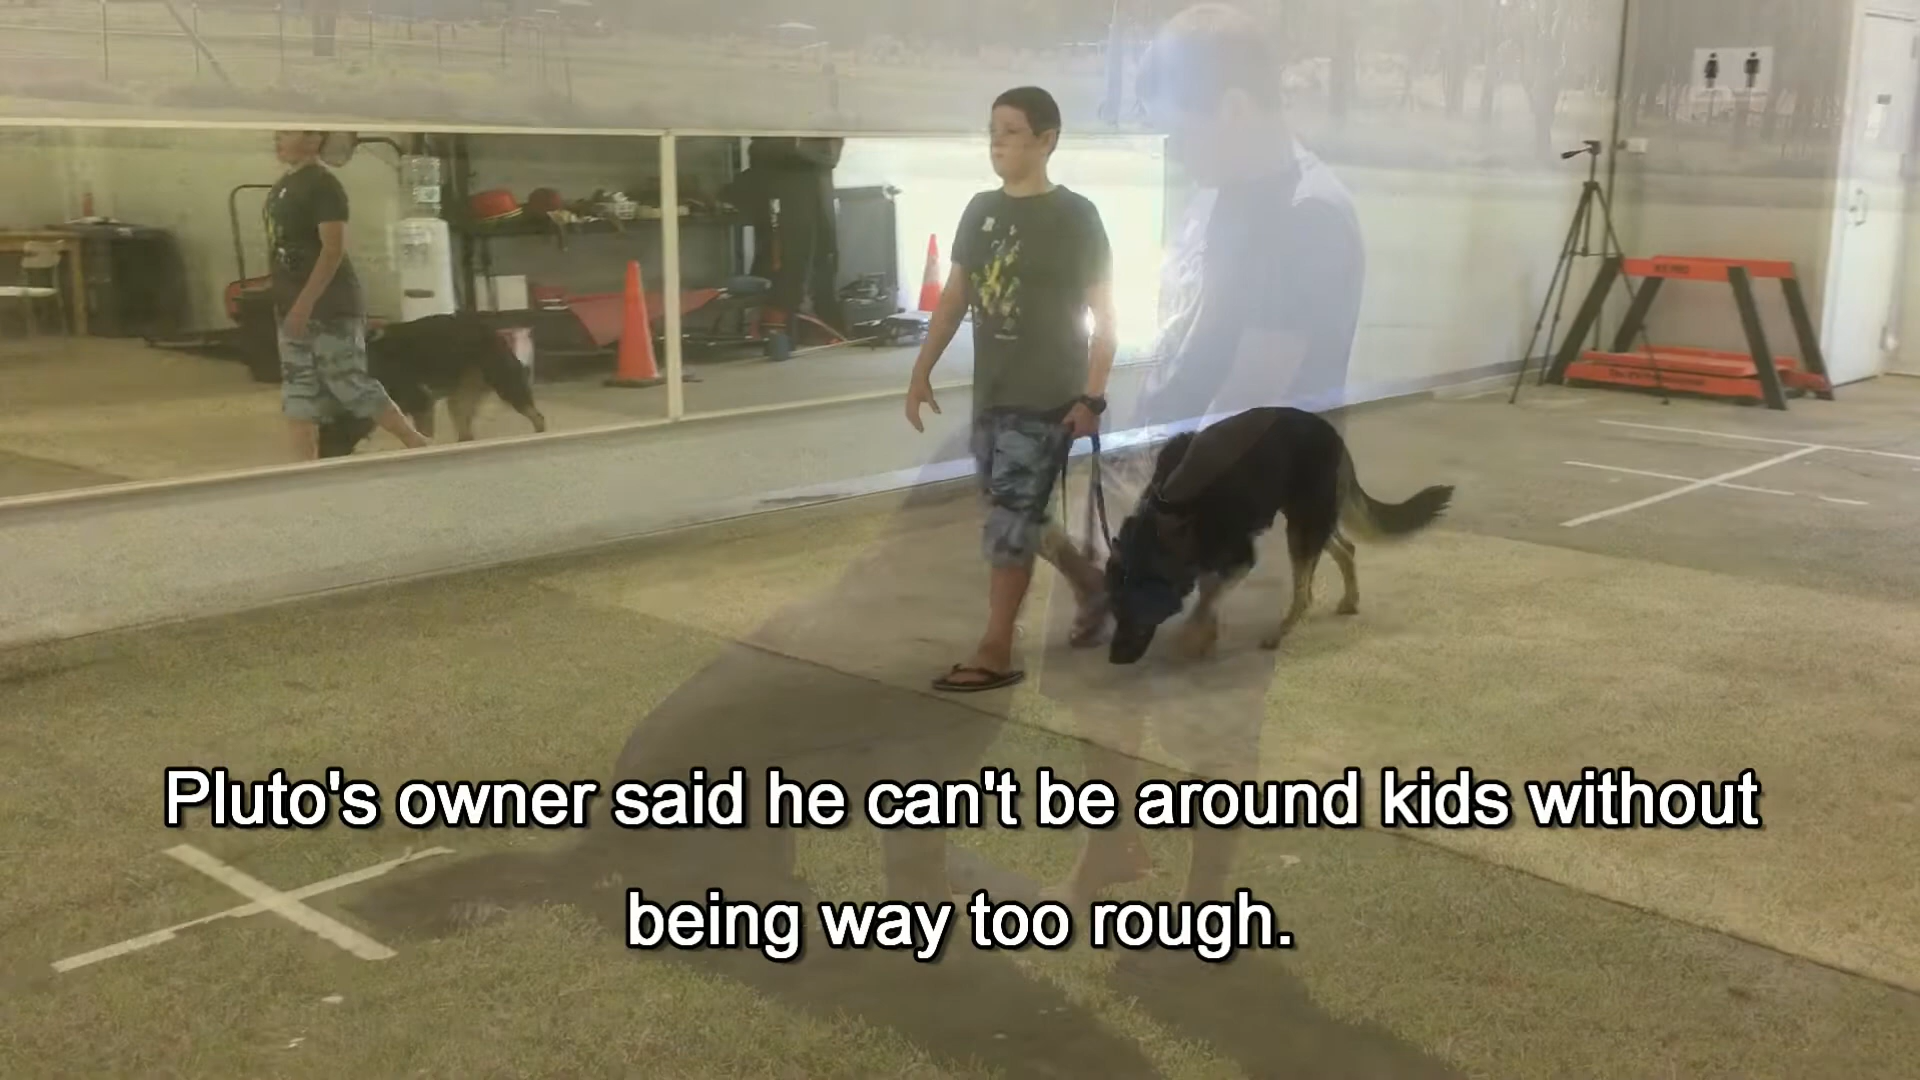 Pluto's owner said he can't be around kids without
being way too rough.